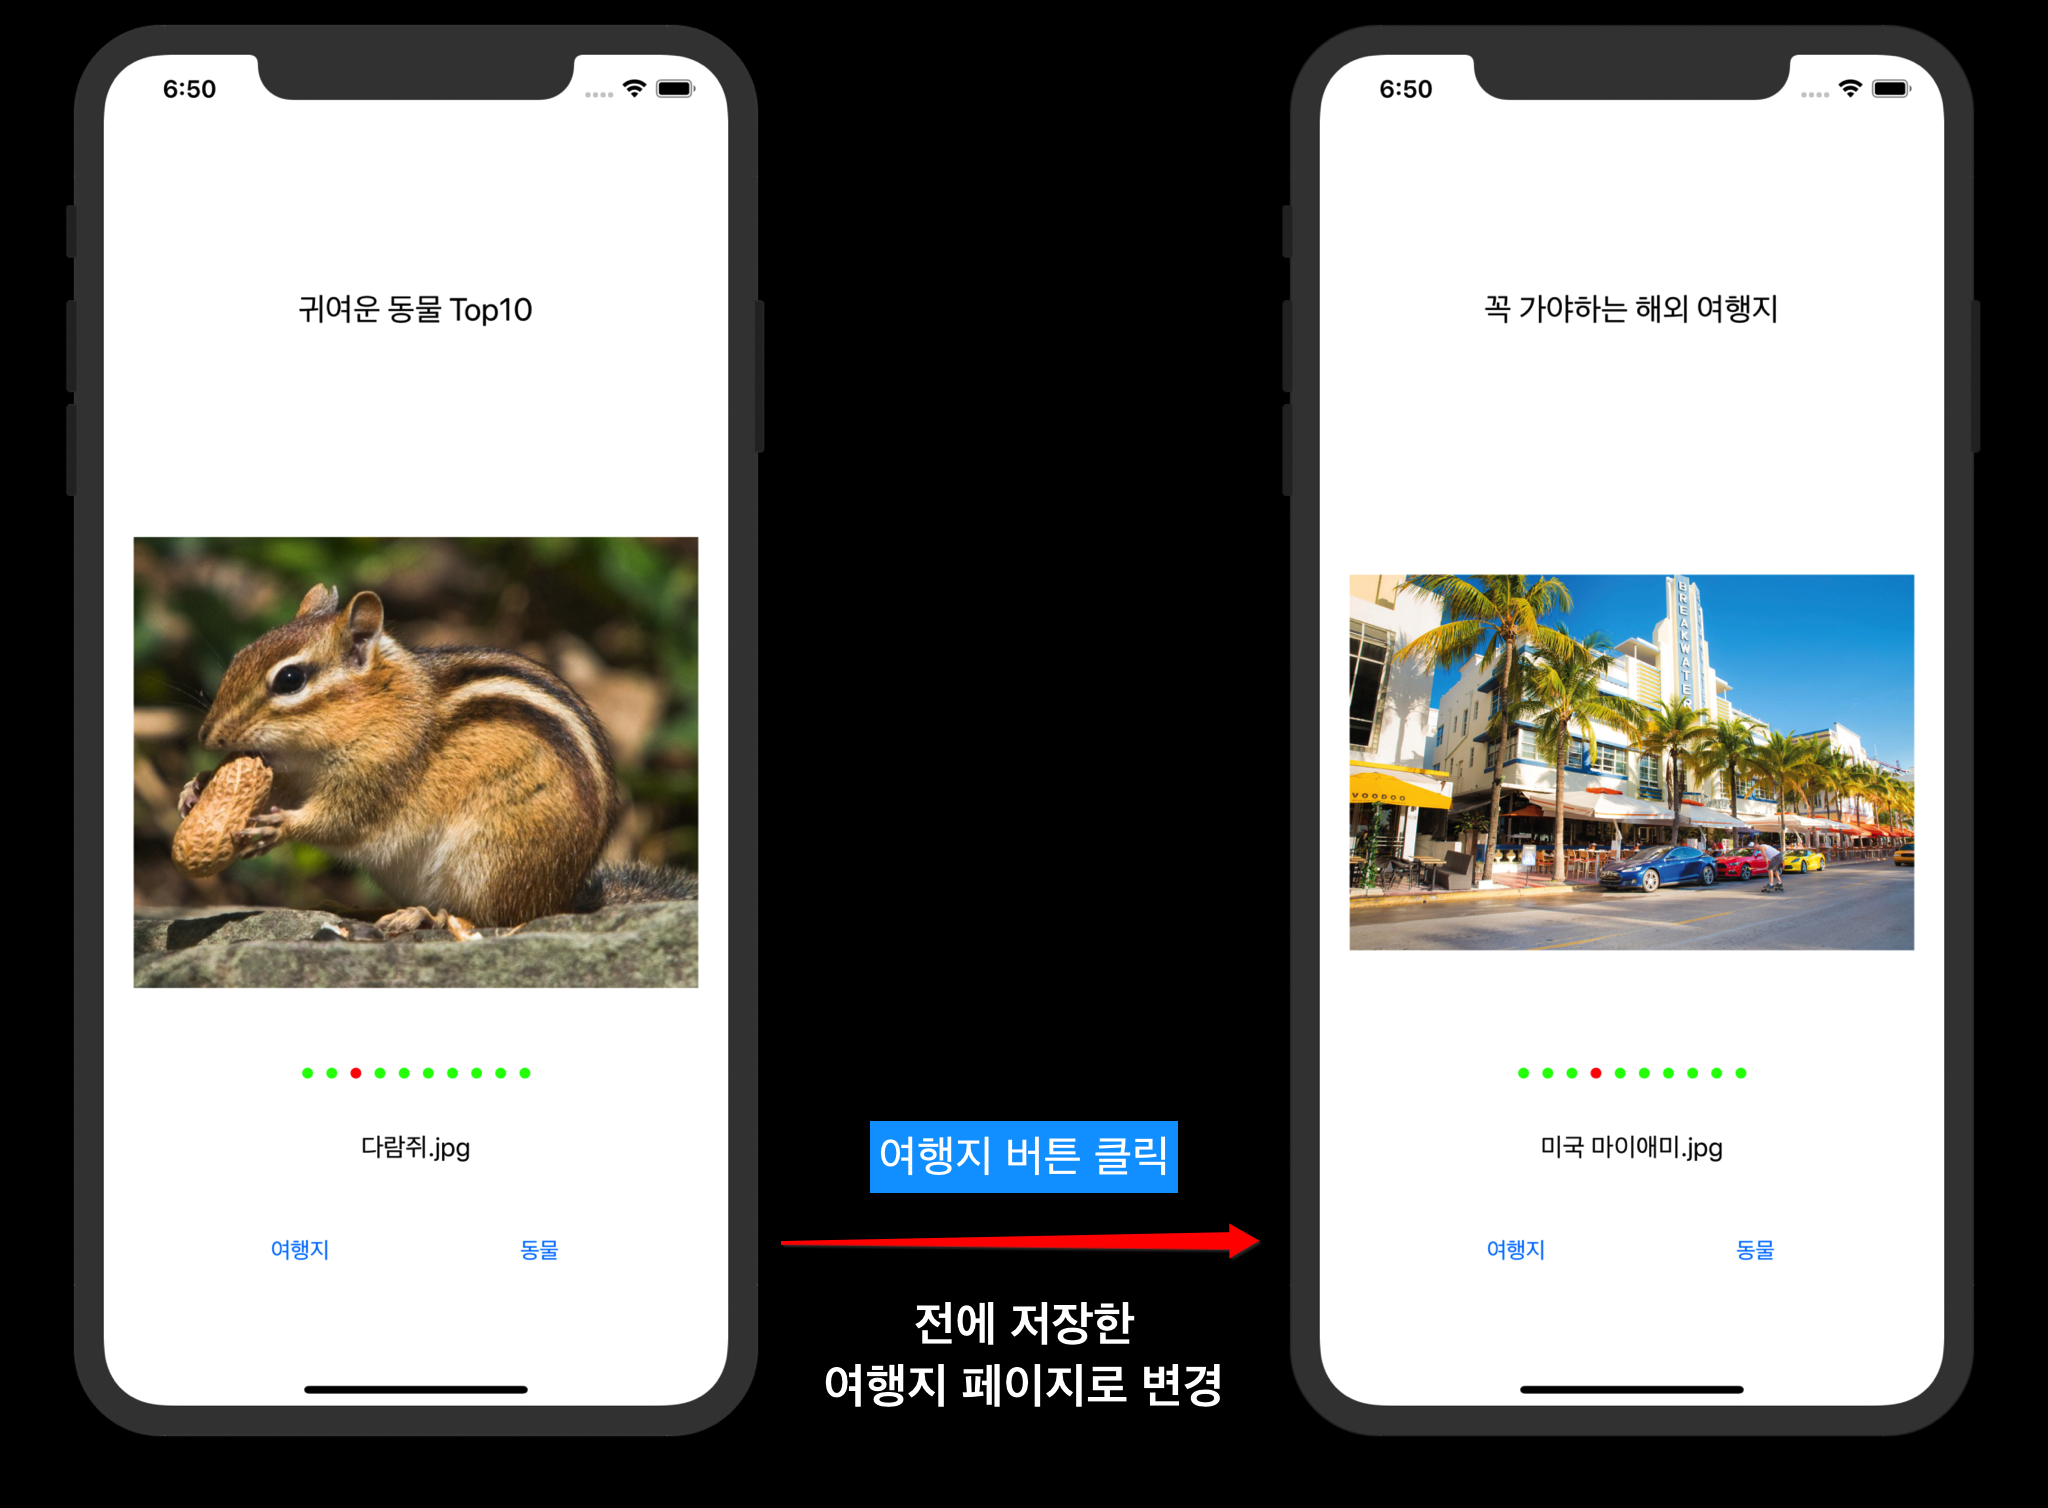 6:50
귀여운 동물 Top10
다람쥐.jpg
여행지 동물
여행지 버튼 클릭
전에 저장한
여행지 페이지로 변경
6:50
꼭 가야하는 해외 여행지
BREAKWATER
VOODOO
미국 마이애미.jpg
여행지 동물